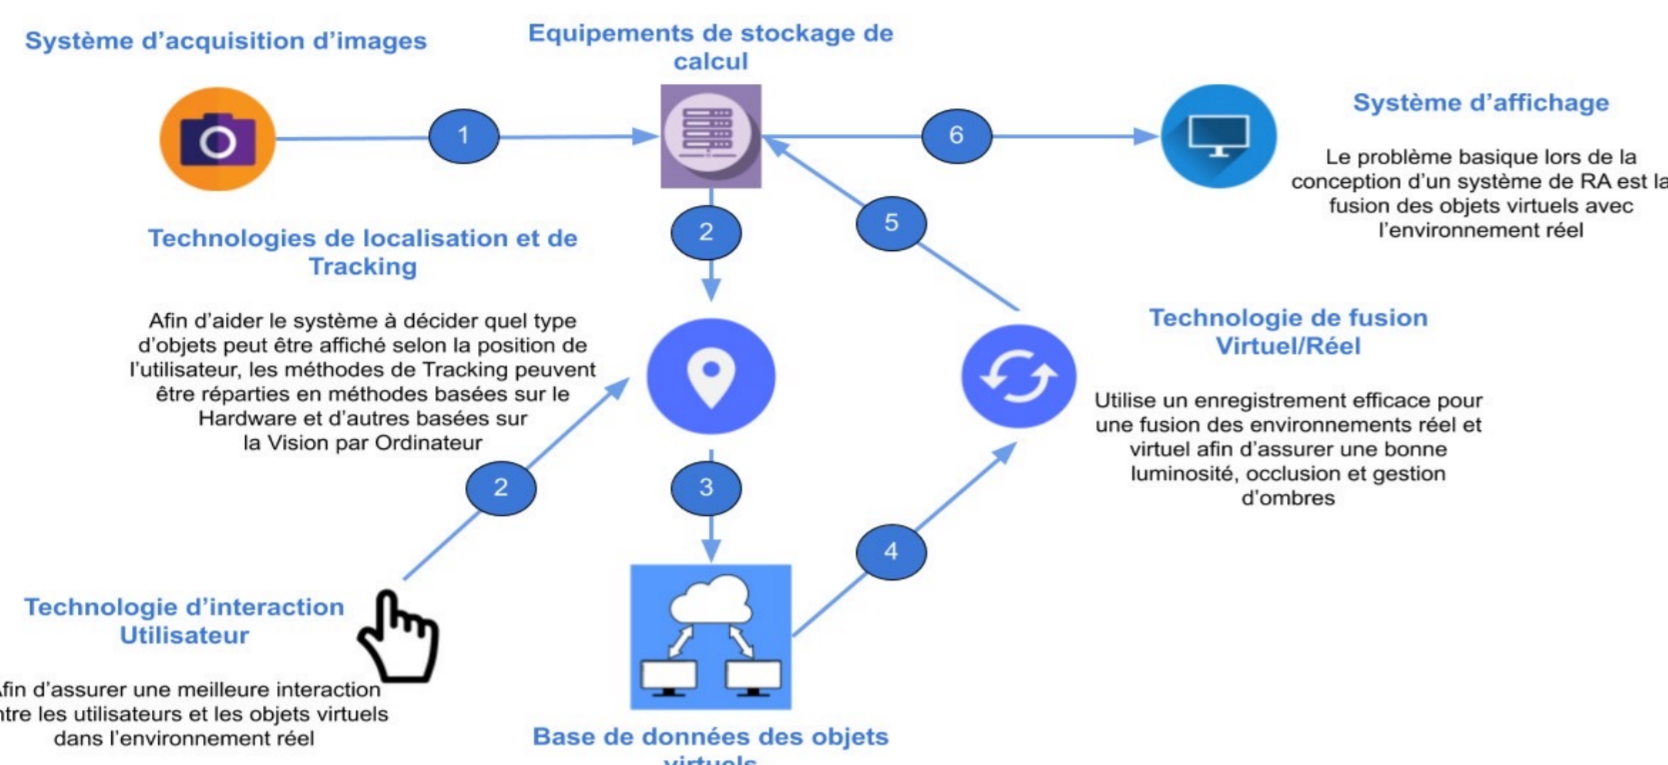 Système d'acquisition d'images
Equipements de stockage de
calcul
1
6
Système d'affichage
Le problème basique lors de la
conception d'un système de RA est la
fusion des objets virtuels avec
l'environnement réel
2
5
Technologies de localisation et de
Tracking
Afin d'aider le système à décider quel type
d'objets peut être affiché selon la position de
l'utilisateur, les méthodes de Tracking peuvent
être réparties en méthodes basées sur le
Hardware et d'autres basées sur
la Vision par Ordinateur
Technologie de fusion
Virtuel/Réel
Utilise un enregistrement efficace pour
une fusion des environnements réel et
virtuel afin d'assurer une bonne
luminosité, occlusion et gestion
d'ombres
2
3
4
Technologie d'interaction
Utilisateur
Afin d'assurer une meilleure interaction
entre les utilisateurs et les objets virtuels
dans l'environnement réel
Base de données des objets
virtuels